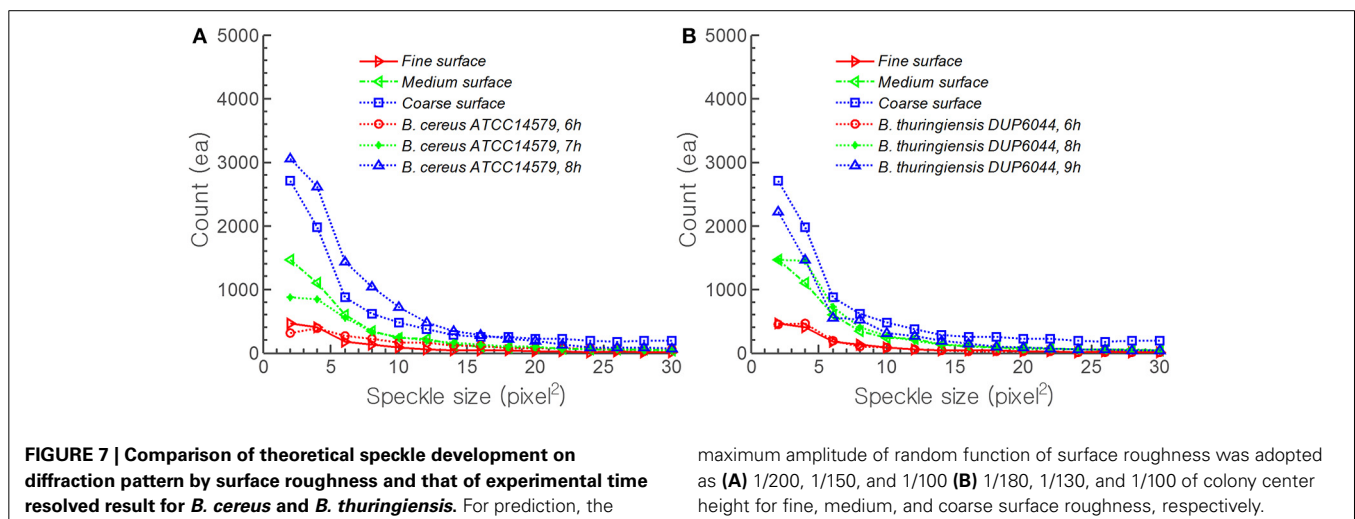 A
5000
4000
3000
2000
1000
0
Count (ea)
0 5 10 15 20 25 30
Speckle size (pixel²)
Fine surface
Medium surface
Coarse surface
B. cereus ATCC14579, 6h
B. cereus ATCC14579, 7h
B. cereus ATCC14579, 8h
B
5000
4000
3000
2000
1000
0
Count (ea)
0 5 10 15 20 25 30
Speckle size (pixel²)
Fine surface
Medium surface
Coarse surface
B. thuringiensis DUP6044, 6h
B. thuringiensis DUP6044, 8h
B. thuringiensis DUP6044, 9h
FIGURE 7 | Comparison of theoretical speckle development on
diffraction pattern by surface roughness and that of experimental time
resolved result for B. cereus and B. thuringiensis. For prediction, the
maximum amplitude of random function of surface roughness was adopted
as (A) 1/200, 1/150, and 1/100 (B) 1/180, 1/130, and 1/100 of colony center
height for fine, medium, and coarse surface roughness, respectively.